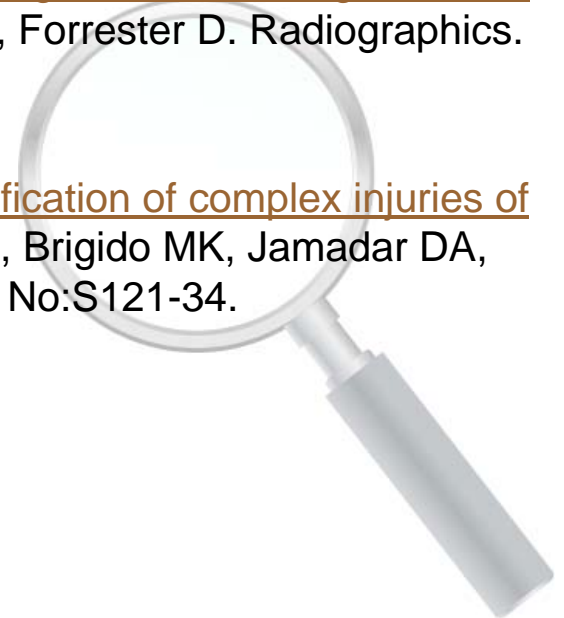 , Forrester D. Radiographics.
fication of complex injuries of
, Brigido MK, Jamadar DA,
No:S121-34.